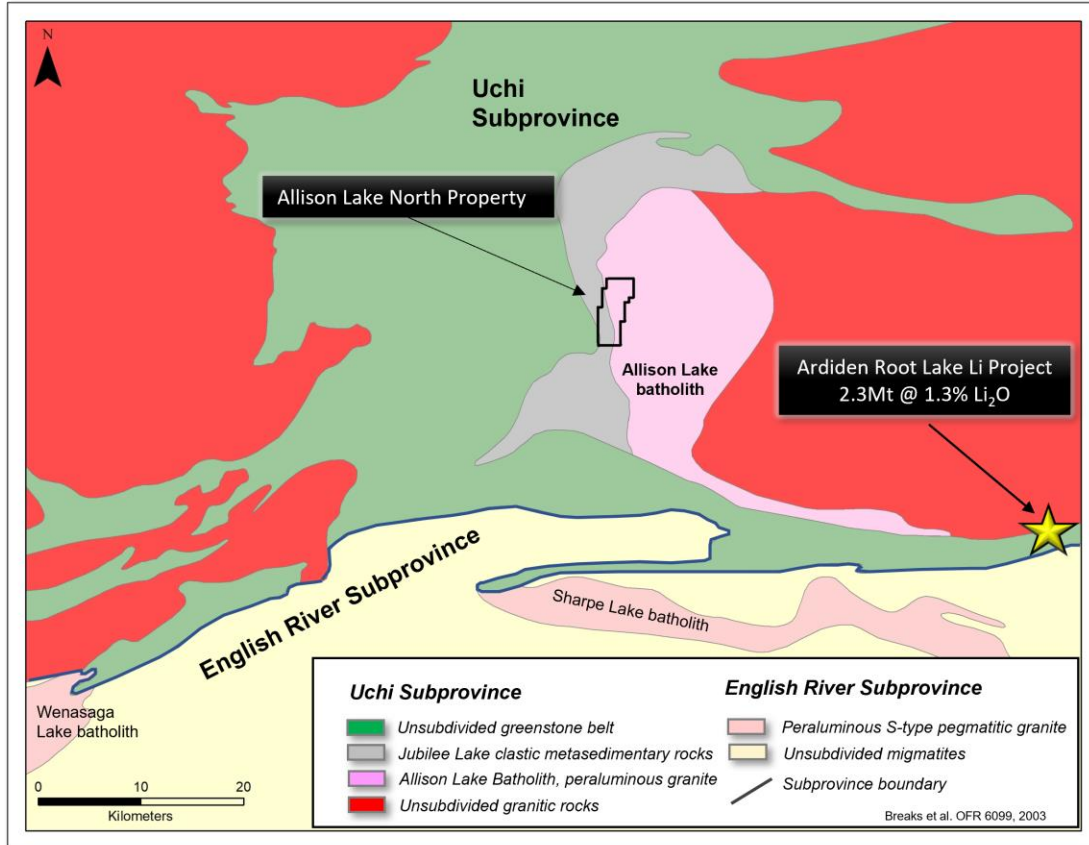 N
Uchi
Subprovince
Allison Lake North Property
Allison Lake
batholith
Ardiden Root Lake Li Project
2.3Mt @ 1.3% Li₂O
English River Subprovince
Sharpe Lake batholith
Wenasaga
Lake batholith
0 10 20
Kilometers
Uchi Subprovince
Unsubdivided greenstone belt
Jubilee Lake clastic metasedimentary rocks
Allison Lake Batholith, peraluminous granite
Unsubdivided granitic rocks
English River Subprovince
Peraluminous S-type pegmatitic granite
Unsubdivided migmatites
Subprovince boundary
Breaks et al. OFR 6099, 2003